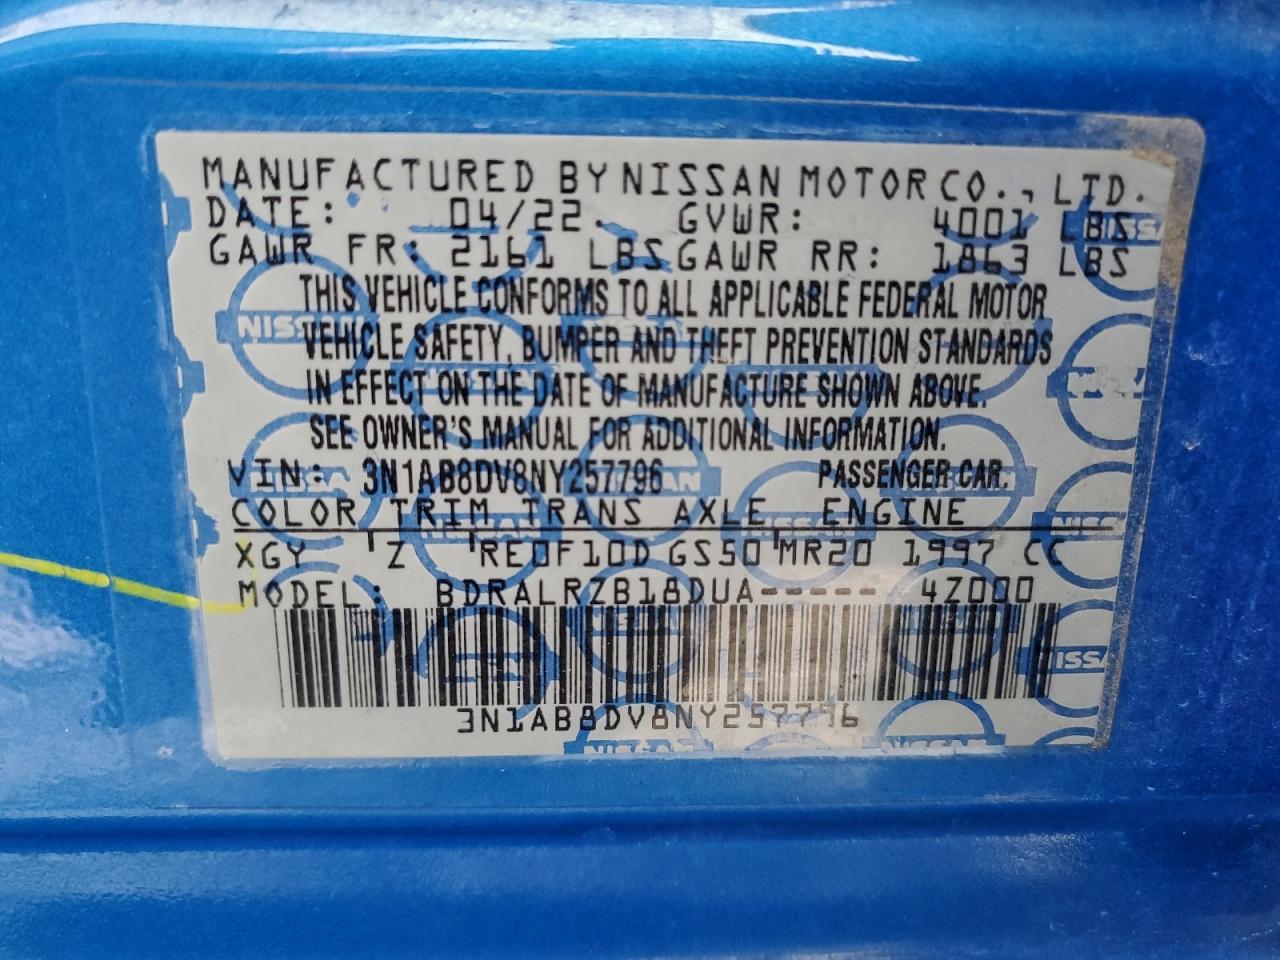 MANUFACTURED BY NISSAN MOTOR CO., LTD.
DATE: 04/22 GVWR: 4001 LBS
GAWR FR: 2161 LBS GAWR RR: 1863 LBS
THIS VEHICLE CONFORMS TO ALL APPLICABLE FEDERAL MOTOR
VEHICLE SAFETY, BUMPER AND THEFT PREVENTION STANDARDS
IN EFFECT ON THE DATE OF MANUFACTURE SHOWN ABOVE.
SEE OWNER'S MANUAL FOR ADDITIONAL INFORMATION.
VIN: 3N1AB8DV8NY257796 PASSENGER CAR.
COLOR TRIM TRANS AXLE ENGINE
XGY Z RE0F10D GS50 MR20 1997 CC
MODEL: BDRALRZB18DUA----- 4Z000
3N1AB8DV8NY257796